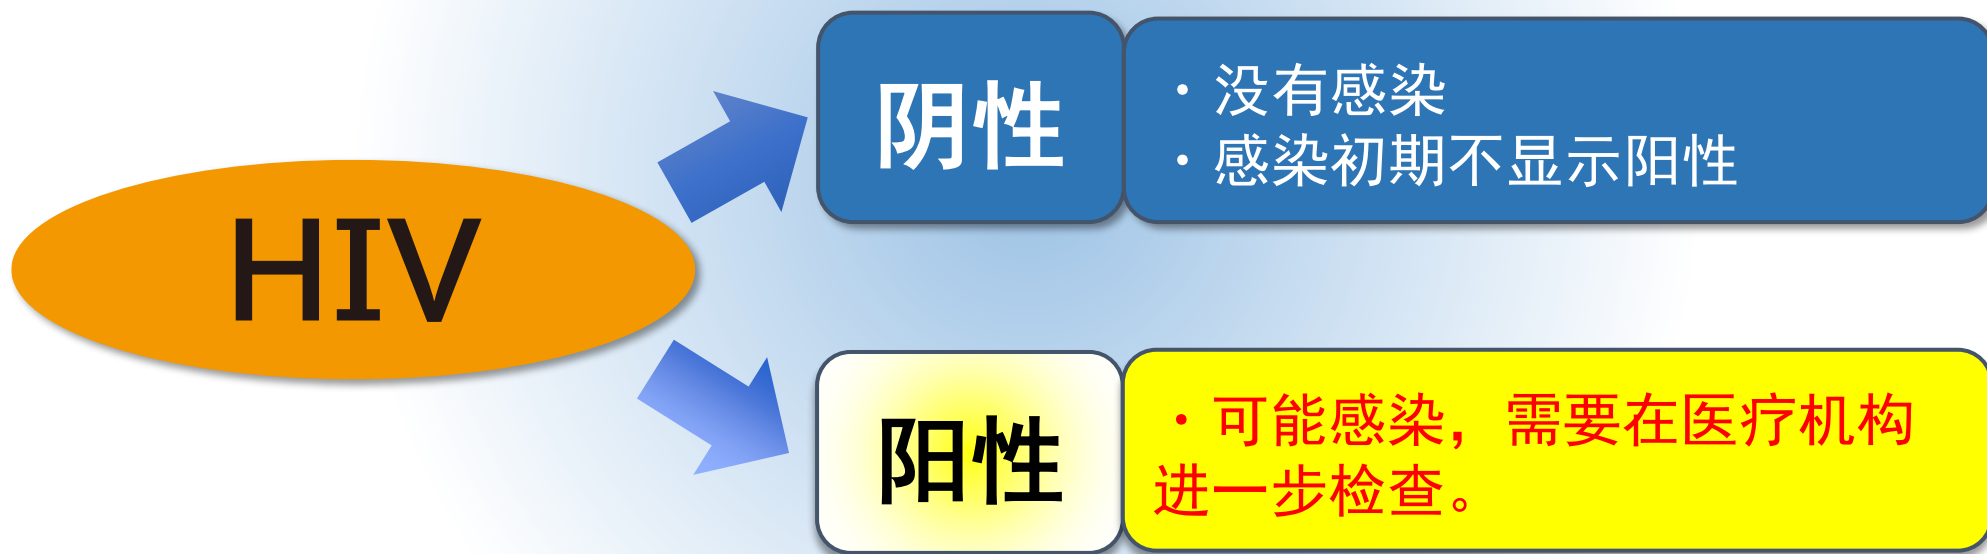 HIV
阴性
・没有感染
・感染初期不显示阳性
阳性
・可能感染，需要在医疗机构
进一步检查。